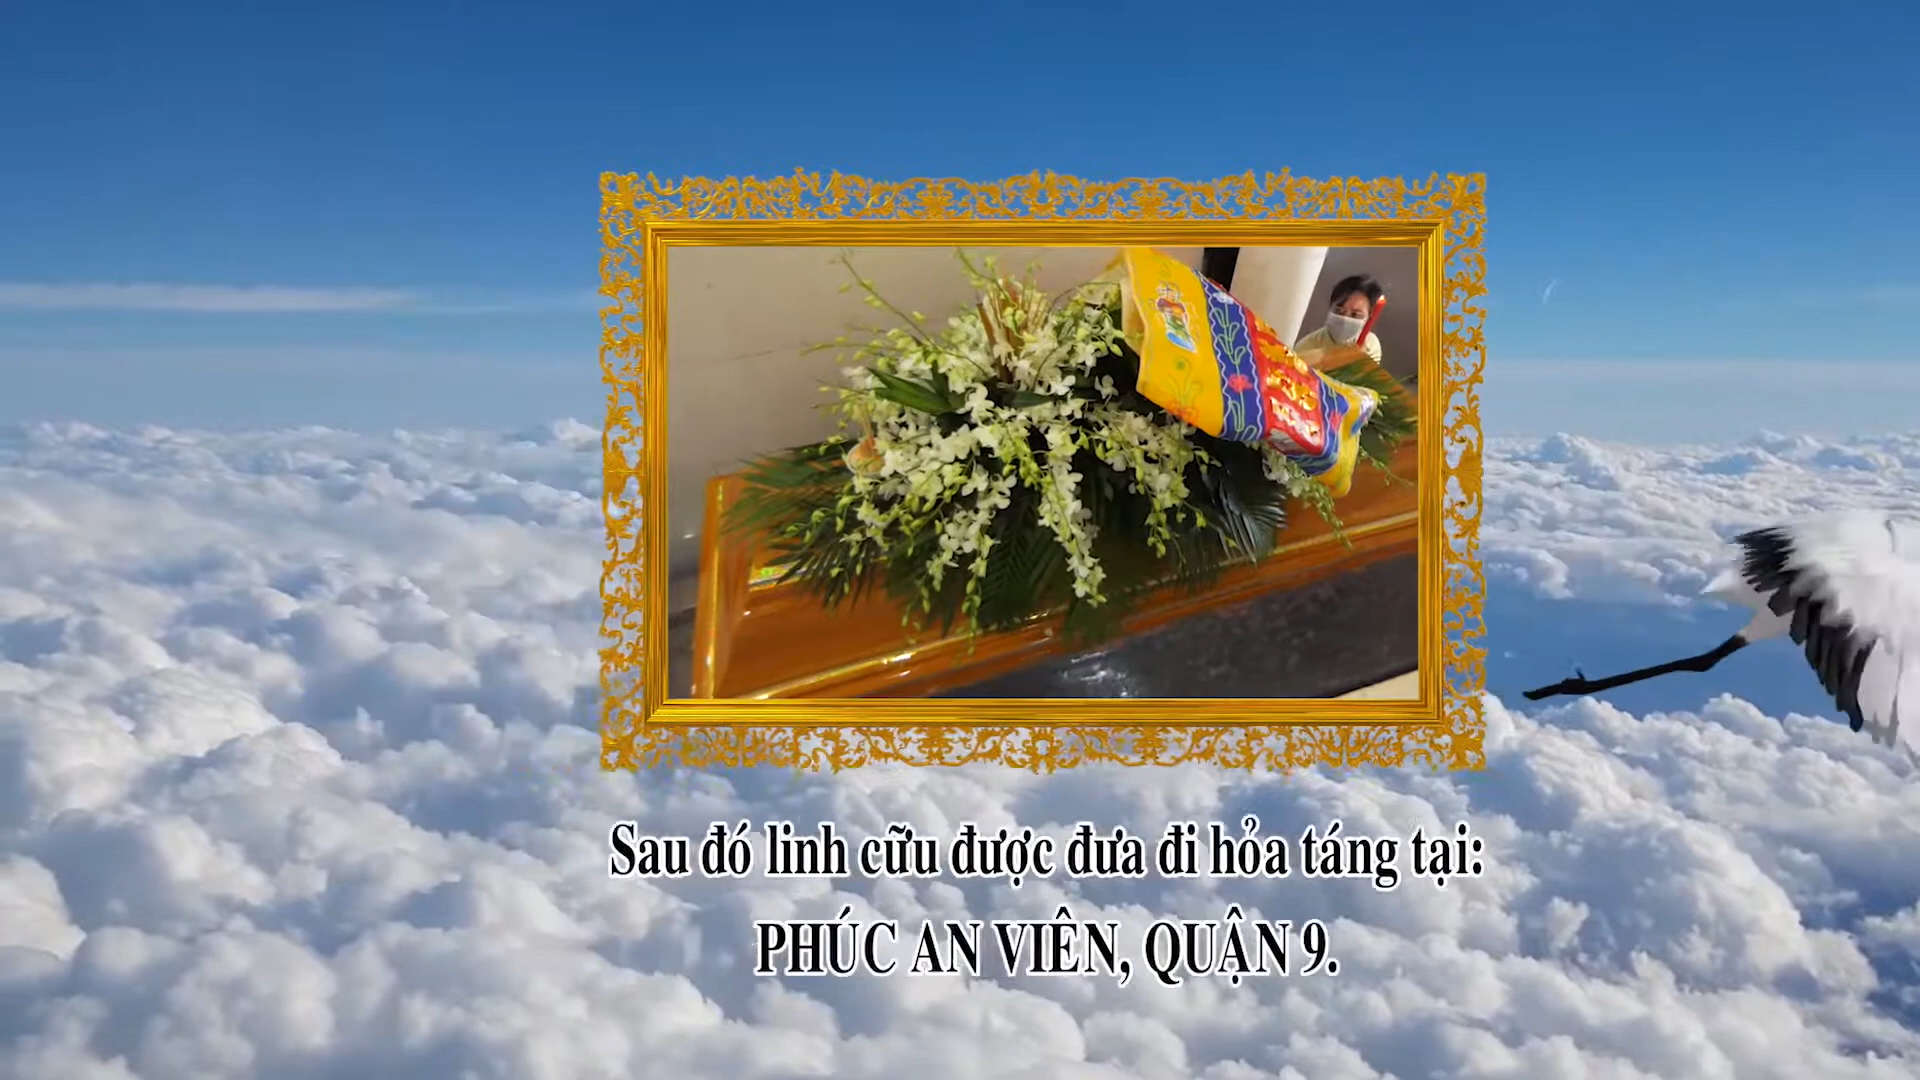 Sau đó linh cữu được đưa đi hỏa táng tại:
PHÚC AN VIÊN, QUẬN 9.